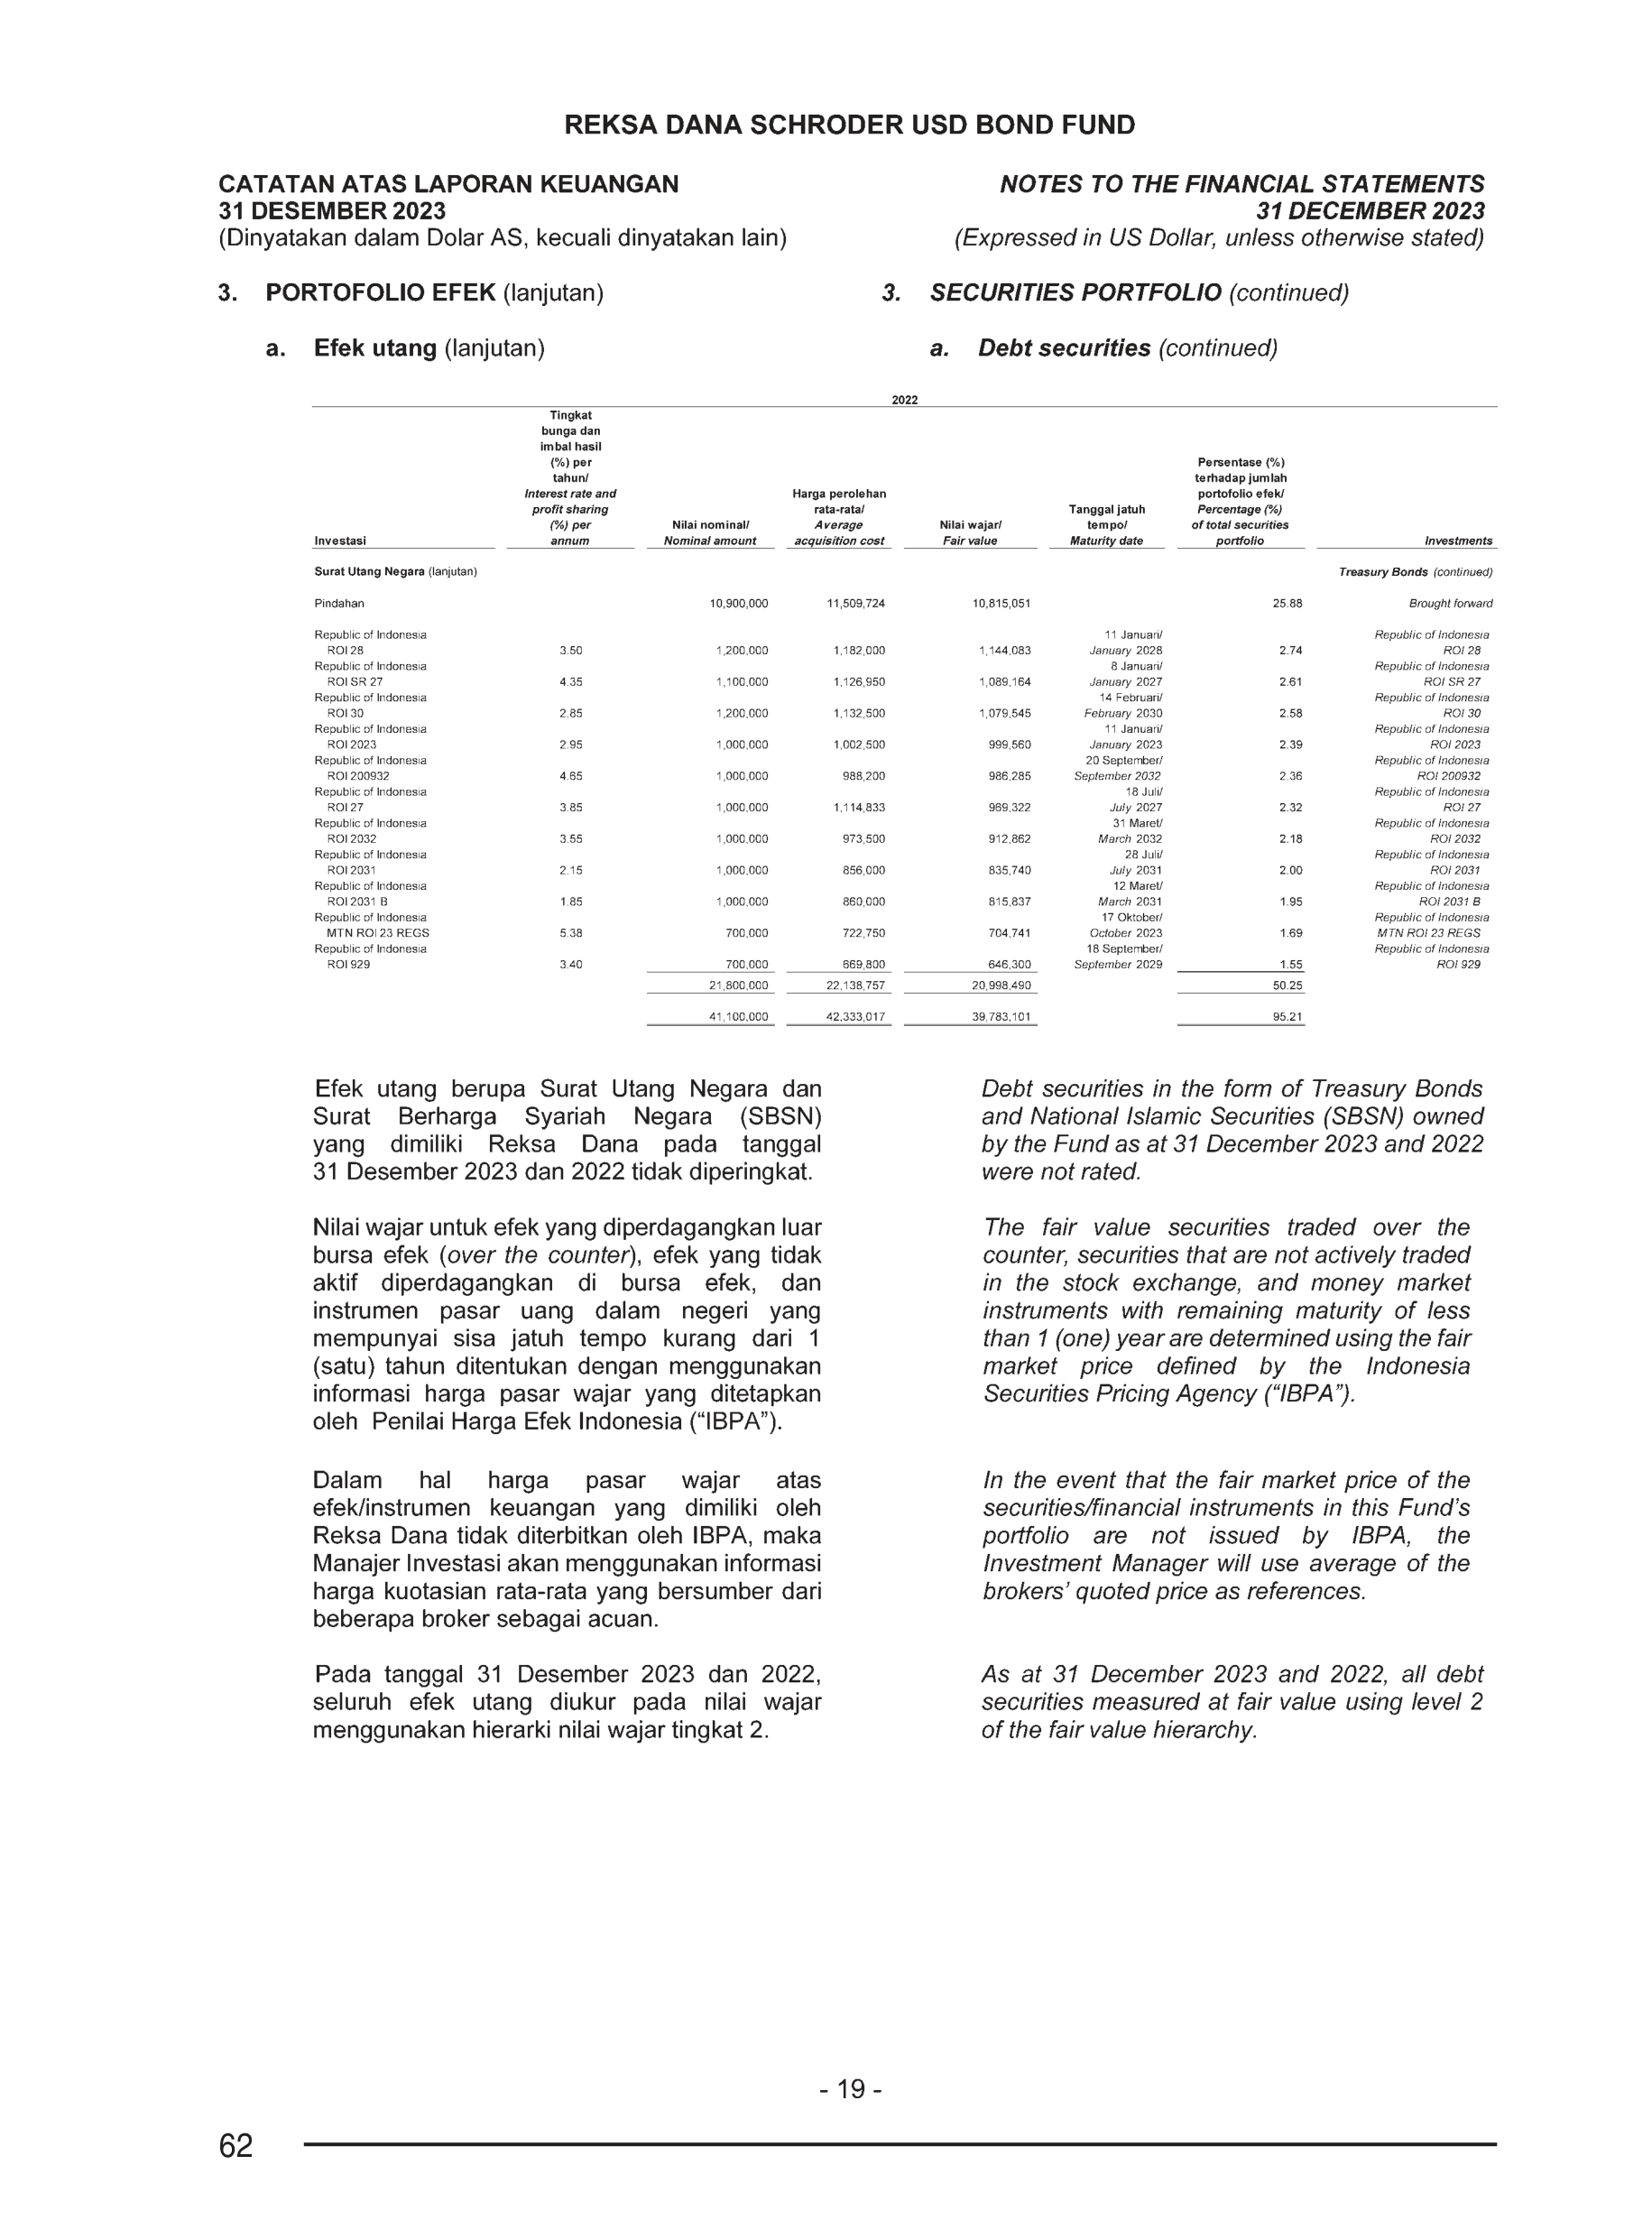 REKSA DANA SCHRODER USD BOND FUND
CATATAN ATAS LAPORAN KEUANGAN
31 DESEMBER 2023
(Dinyatakan dalam Dolar AS, kecuali dinyatakan lain)
NOTES TO THE FINANCIAL STATEMENTS
31 DECEMBER 2023
(Expressed in US Dollar, unless otherwise stated)
3. PORTOFOLIO EFEK (lanjutan)
3. SECURITIES PORTFOLIO (continued)
a. Efek utang (lanjutan)
a. Debt securities (continued)
2022
Investasi
Tingkat
bunga dan
imbal hasil
(%) per
tahun/
Interest rate and
profit sharing
(%) per
annum
Nilai nominal/
Nominal amount
Harga perolehan
rata-rata/
Average
acquisition cost
Nilai wajar/
Fair value
Tanggal jatuh
tempo/
Maturity date
Persentase (%)
terhadap jumlah
portofolio efek/
Percentage (%)
of total securities
portfolio
Investments
Surat Utang Negara (lanjutan) Treasury Bonds (continued)
Pindahan 10,900,000 11,509,724 10,815,051 25.88 Brought forward
Republic of Indonesia 11 Januari/ Republic of Indonesia
ROI 28 3.50 1,200,000 1,182,000 1,144,083 January 2028 2.74 ROI 28
Republic of Indonesia 8 Januari/ Republic of Indonesia
ROI SR 27 4.35 1,100,000 1,126,950 1,089,164 January 2027 2.61 ROI SR 27
Republic of Indonesia 14 Februari/ Republic of Indonesia
ROI 30 2.85 1,200,000 1,132,500 1,079,545 February 2030 2.58 ROI 30
Republic of Indonesia 11 Januari/ Republic of Indonesia
ROI 2023 2.95 1,000,000 1,002,500 999,560 January 2023 2.39 ROI 2023
Republic of Indonesia 20 September/ Republic of Indonesia
ROI 200932 4.65 1,000,000 988,200 986,285 September 2032 2.36 ROI 200932
Republic of Indonesia 18 Juli/ Republic of Indonesia
ROI 27 3.85 1,000,000 1,114,833 969,322 July 2027 2.32 ROI 27
Republic of Indonesia 31 Maret/ Republic of Indonesia
ROI 2032 3.55 1,000,000 973,500 912,862 March 2032 2.18 ROI 2032
Republic of Indonesia 28 Juli/ Republic of Indonesia
ROI 2031 2.15 1,000,000 856,000 835,740 July 2031 2.00 ROI 2031
Republic of Indonesia 12 Maret/ Republic of Indonesia
ROI 2031 B 1.85 1,000,000 860,000 815,837 March 2031 1.95 ROI 2031 B
Republic of Indonesia 17 Oktober/ Republic of Indonesia
MTN ROI 23 REGS 5.38 700,000 722,750 704,741 October 2023 1.69 MTN ROI 23 REGS
Republic of Indonesia 18 September/ Republic of Indonesia
ROI 929 3.40 700,000 669,800 646,300 September 2029 1.55 ROI 929
21,800,000 22,138,757 20,998,490 50.25
41,100,000 42,333,017 39,783,101 95.21
Efek utang berupa Surat Utang Negara dan
Surat Berharga Syariah Negara (SBSN)
yang dimiliki Reksa Dana pada tanggal
31 Desember 2023 dan 2022 tidak diperingkat.
Debt securities in the form of Treasury Bonds
and National Islamic Securities (SBSN) owned
by the Fund as at 31 December 2023 and 2022
were not rated.
Nilai wajar untuk efek yang diperdagangkan luar
bursa efek (over the counter), efek yang tidak
aktif diperdagangkan di bursa efek, dan
instrumen pasar uang dalam negeri yang
mempunyai sisa jatuh tempo kurang dari 1
(satu) tahun ditentukan dengan menggunakan
informasi harga pasar wajar yang ditetapkan
oleh Penilai Harga Efek Indonesia (“IBPA”).
The fair value securities traded over the
counter, securities that are not actively traded
in the stock exchange, and money market
instruments with remaining maturity of less
than 1 (one) year are determined using the fair
market price defined by the Indonesia
Securities Pricing Agency (“IBPA”).
Dalam hal harga pasar wajar atas
efek/instrumen keuangan yang dimiliki oleh
Reksa Dana tidak diterbitkan oleh IBPA, maka
Manajer Investasi akan menggunakan informasi
harga kuotasian rata-rata yang bersumber dari
beberapa broker sebagai acuan.
In the event that the fair market price of the
securities/financial instruments in this Fund’s
portfolio are not issued by IBPA, the
Investment Manager will use average of the
brokers’ quoted price as references.
Pada tanggal 31 Desember 2023 dan 2022,
seluruh efek utang diukur pada nilai wajar
menggunakan hierarki nilai wajar tingkat 2.
As at 31 December 2023 and 2022, all debt
securities measured at fair value using level 2
of the fair value hierarchy.
- 19 -
62